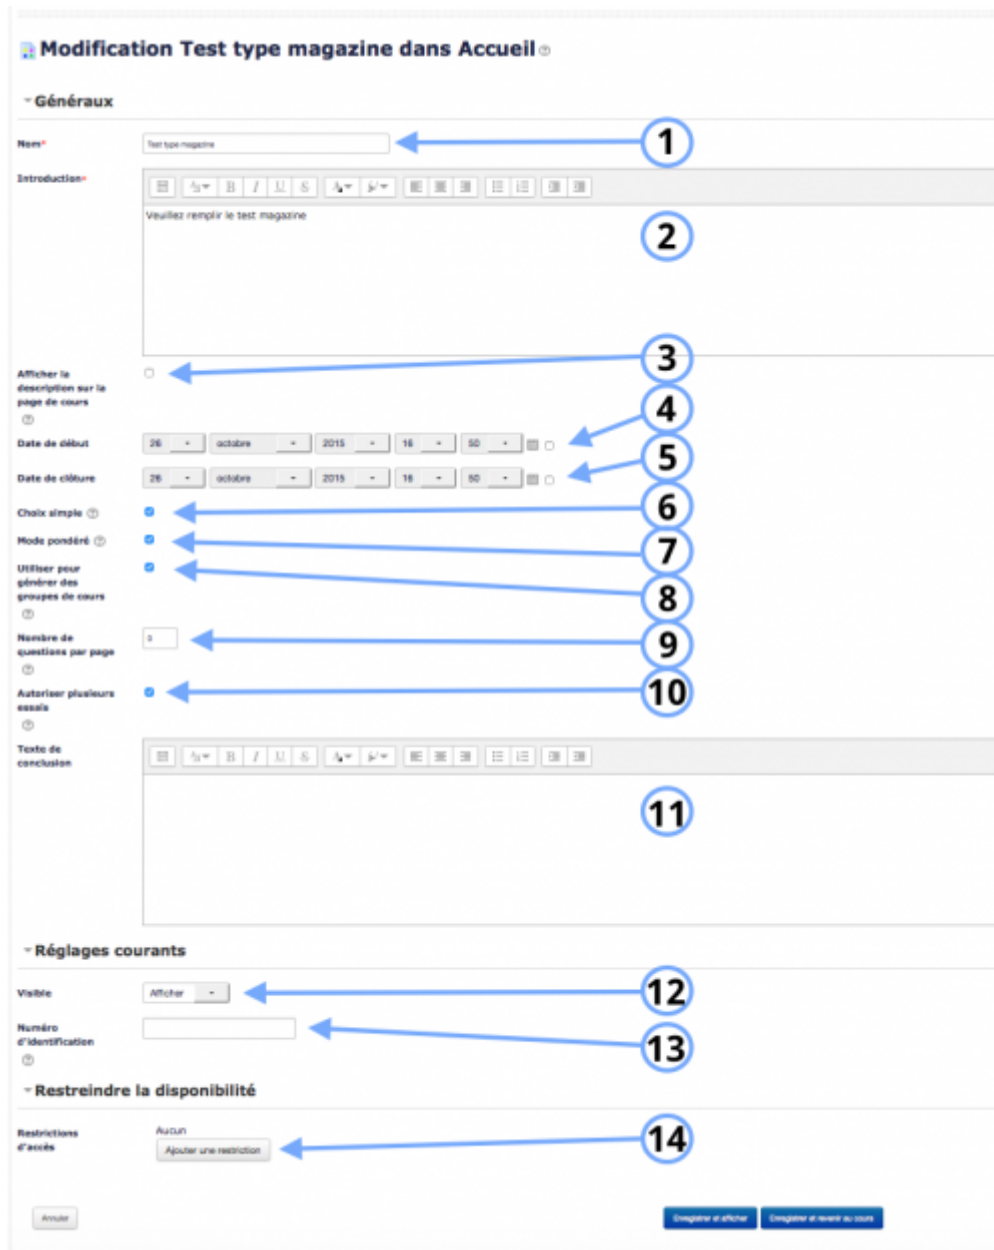 Modification Test type magazine dans Accueil
Généraux
Nom*
Test type magazine
1
Introduction*
Veuillez remplir le test magazine
2
Afficher la
description sur la
page de cours
3
Date de début
26 octobre 2015 16 50
4
Date de clôture
26 octobre 2015 16 50
5
Choix simple
6
Mode pondéré
7
Utiliser pour
générer des
groupes de cours
8
Nombre de
questions par page
9
Autoriser plusieurs
essais
10
Texte de
conclusion
11
Réglages courants
Visible
Afficher
12
Numéro
d'identification
13
Restreindre la disponibilité
Restrictions
d'accès
Aucun
Ajouter une restriction
14
Annuler
Enregistrer et afficher
Enregistrer et revenir au cours